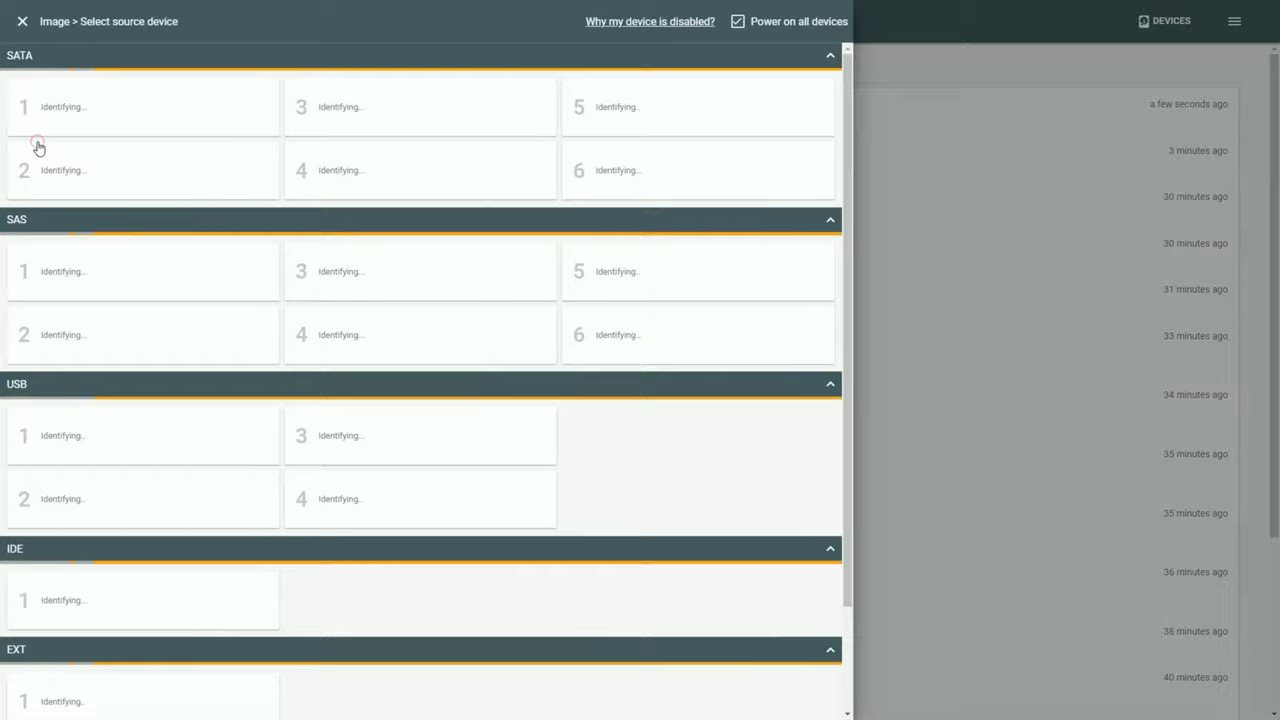 Image > Select source device
Why my device is disabled?
Power on all devices
DEVICES
SATA
1 Identifying...
3 Identifying...
5 Identifying..
2 Identifying...
4 Identifying...
6 Identifying...
SAS
1 Identifying...
3 Identifying...
5 Identifying..
2 Identifying...
4 Identifying...
6 Identifying...
USB
1 Identifying..
3 Identifying...
2 Identifying..
4 Identifying...
IDE
1 Identifying...
EXT
1 Identifying...
a few seconds ago
3 minutes ago
30 minutes ago
30 minutes ago
31 minutes ago
33 minutes ago
34 minutes ago
35 minutes ago
35 minutes ago
36 minutes ago
38 minutes ago
40 minutes ago